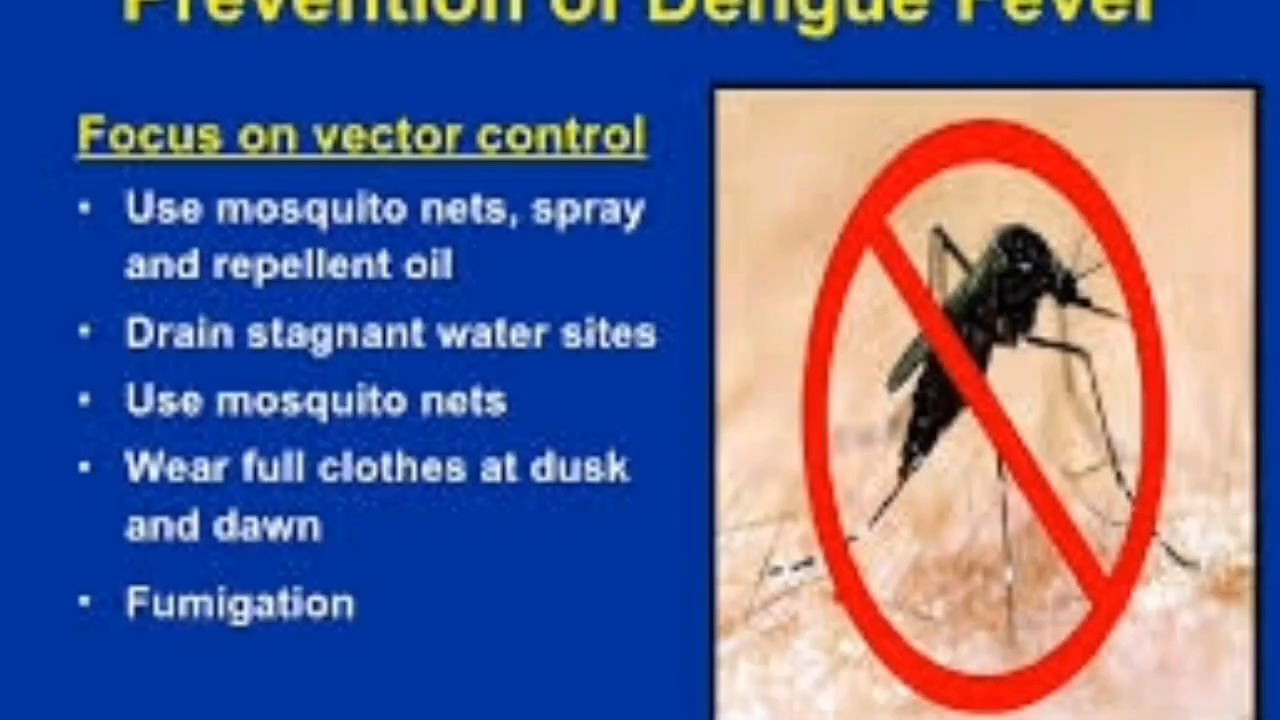 Prevention of Dengue Fever
Focus on vector control
• Use mosquito nets, spray
and repellent oil
• Drain stagnant water sites
• Use mosquito nets
• Wear full clothes at dusk
and dawn
• Fumigation